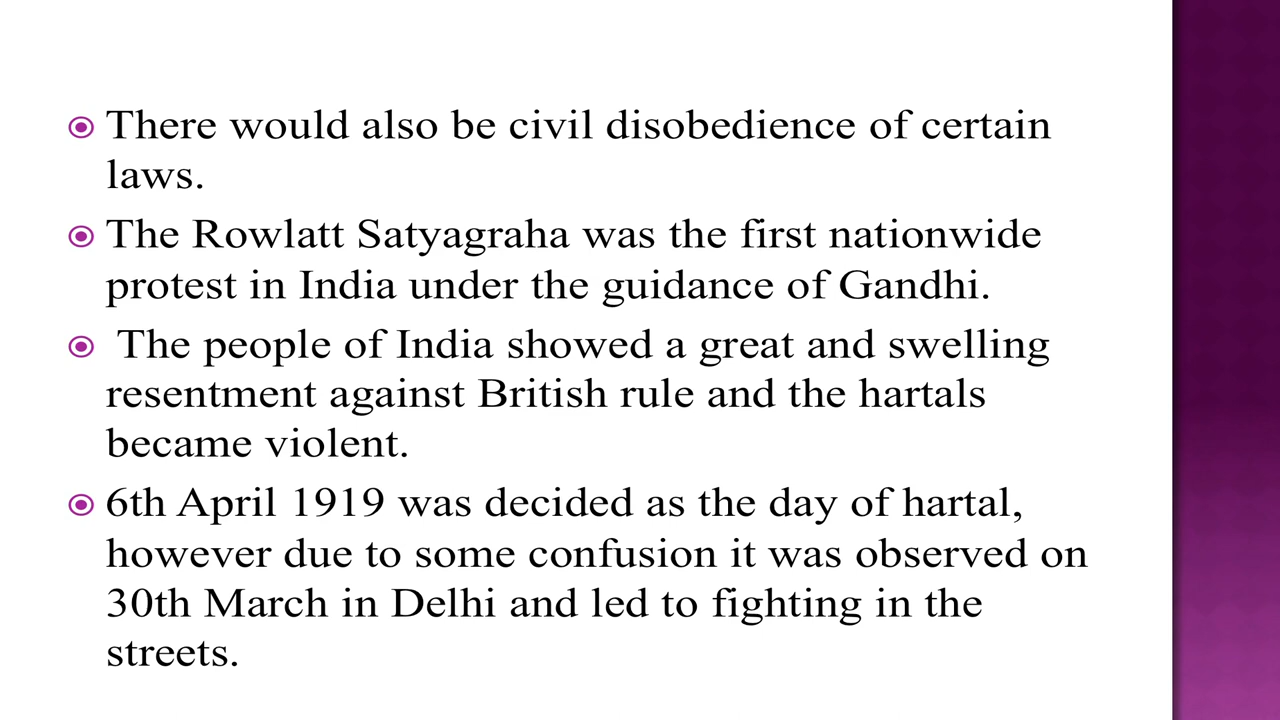 There would also be civil disobedience of certain
laws.
The Rowlatt Satyagraha was the first nationwide
protest in India under the guidance of Gandhi.
The people of India showed a great and swelling
resentment against British rule and the hartals
became violent.
6th April 1919 was decided as the day of hartal,
however due to some confusion it was observed on
30th March in Delhi and led to fighting in the
streets.